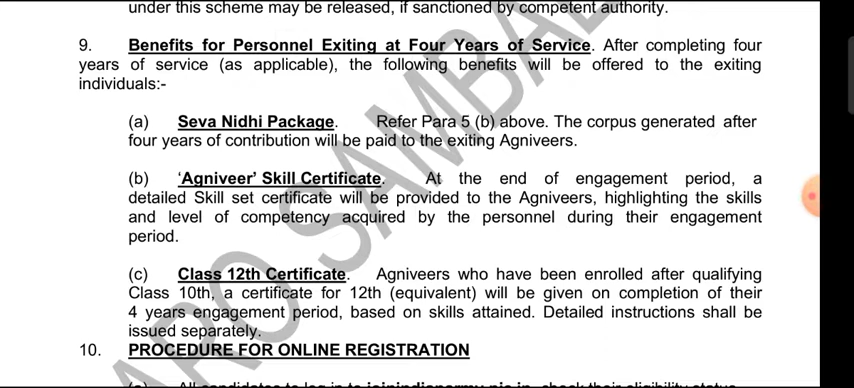 under this scheme may be released, if sanctioned by competent authority.
9. Benefits for Personnel Exiting at Four Years of Service. After completing four
years of service (as applicable), the following benefits will be offered to the exiting
individuals:-
(a) Seva Nidhi Package. Refer Para 5 (b) above. The corpus generated after
four years of contribution will be paid to the exiting Agniveers.
(b) 'Agniveer' Skill Certificate. At the end of engagement period, a
detailed Skill set certificate will be provided to the Agniveers, highlighting the skills
and level of competency acquired by the personnel during their engagement
period.
(c) Class 12th Certificate. Agniveers who have been enrolled after qualifying
Class 10th, a certificate for 12th (equivalent) will be given on completion of their
4 years engagement period, based on skills attained. Detailed instructions shall be
issued separately.
10. PROCEDURE FOR ONLINE REGISTRATION
ARO SAMBAL